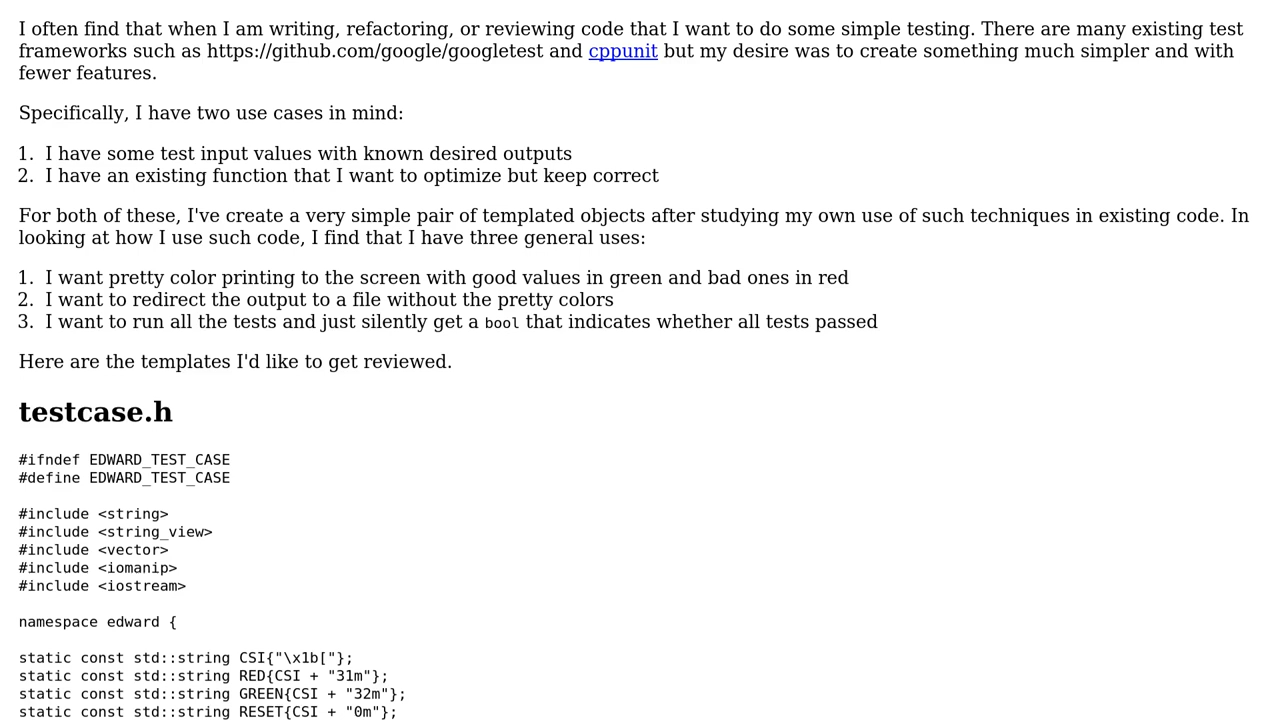 I often find that when I am writing, refactoring, or reviewing code that I want to do some simple testing. There are many existing test
frameworks such as https://github.com/google/googletest and cppunit but my desire was to create something much simpler and with
fewer features.
Specifically, I have two use cases in mind:
1. I have some test input values with known desired outputs
2. I have an existing function that I want to optimize but keep correct
For both of these, I've create a very simple pair of templated objects after studying my own use of such techniques in existing code. In
looking at how I use such code, I find that I have three general uses:
1. I want pretty color printing to the screen with good values in green and bad ones in red
2. I want to redirect the output to a file without the pretty colors
3. I want to run all the tests and just silently get a bool that indicates whether all tests passed
Here are the templates I'd like to get reviewed.
testcase.h
#ifndef EDWARD_TEST_CASE
#define EDWARD_TEST_CASE
#include <string>
#include <string_view>
#include <vector>
#include <iomanip>
#include <iostream>
namespace edward {
static const std::string CSI{"\x1b["};
static const std::string RED{CSI + "31m"};
static const std::string GREEN{CSI + "32m"};
static const std::string RESET{CSI + "0m"};